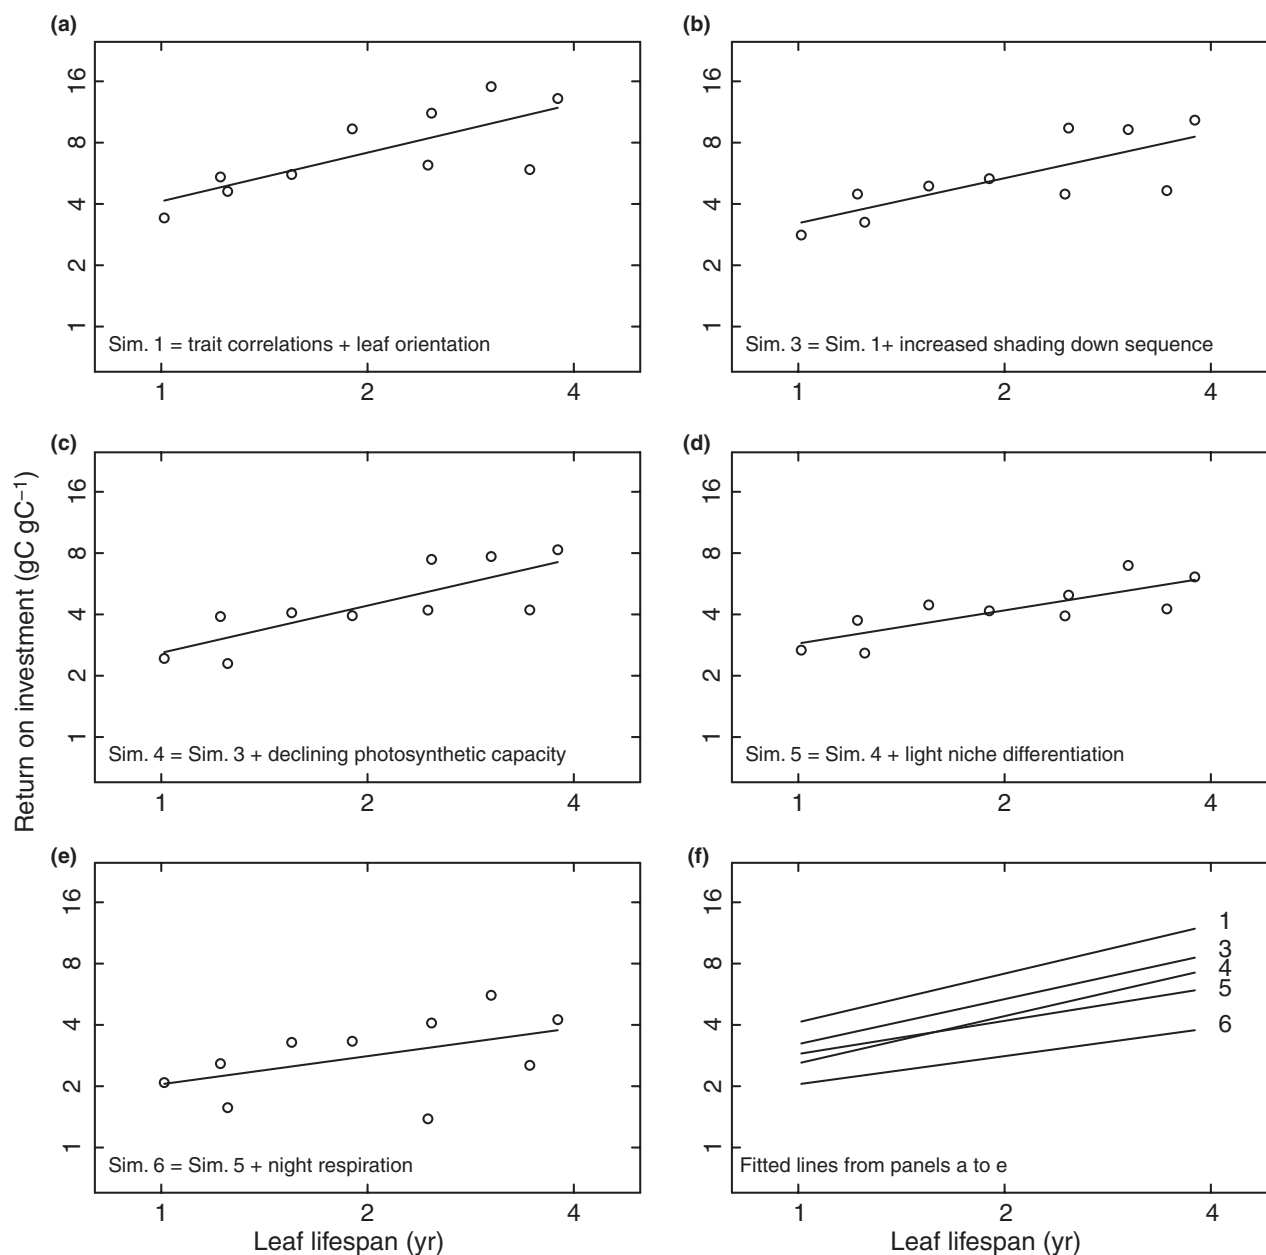 (a)
16
8
4
2
1
Sim. 1 = trait correlations + leaf orientation
1 2 4
(b)
16
8
4
2
1
Sim. 3 = Sim. 1+ increased shading down sequence
1 2 4
Return on investment (gC gC⁻¹)
(c)
16
8
4
2
1
Sim. 4 = Sim. 3 + declining photosynthetic capacity
1 2 4
(d)
16
8
4
2
1
Sim. 5 = Sim. 4 + light niche differentiation
1 2 4
(e)
16
8
4
2
1
Sim. 6 = Sim. 5 + night respiration
1 2 4
Leaf lifespan (yr)
(f)
16
8
4
2
1
1
3
4
5
6
Fitted lines from panels a to e
1 2 4
Leaf lifespan (yr)